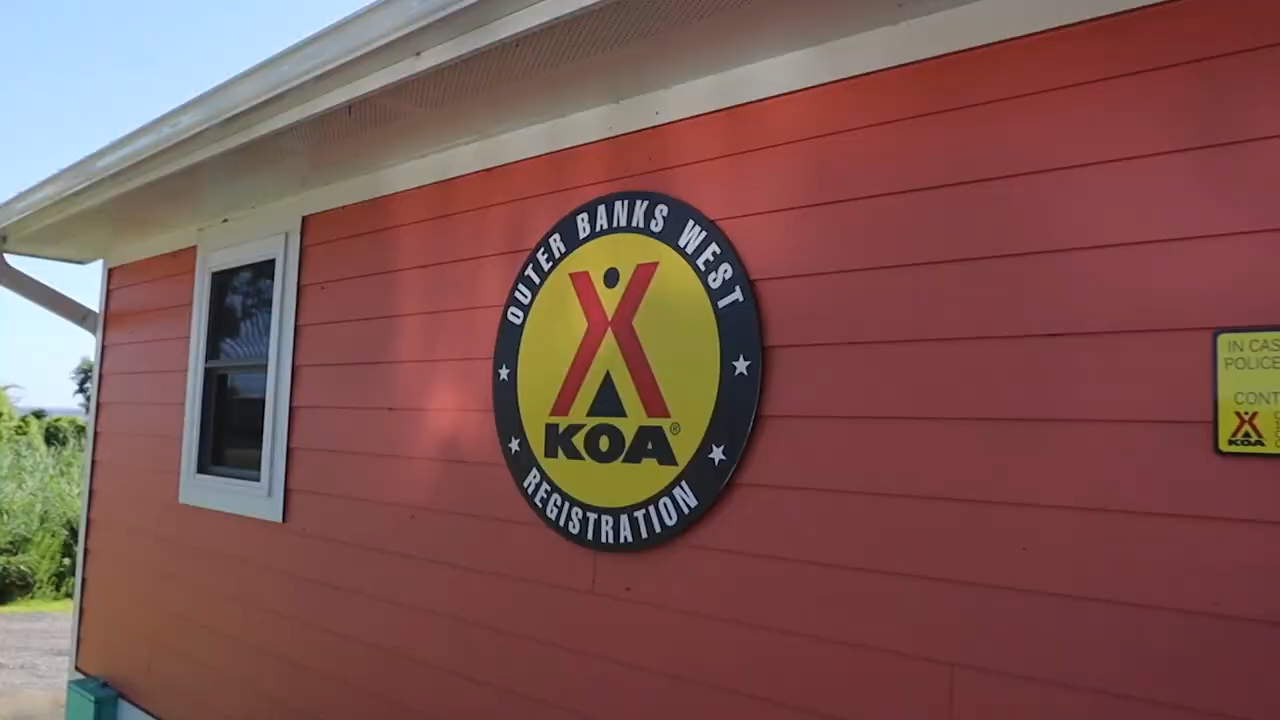 OUTER BANKS WEST
KOA®
REGISTRATION
IN CAS
POLICE
CONT
KOA